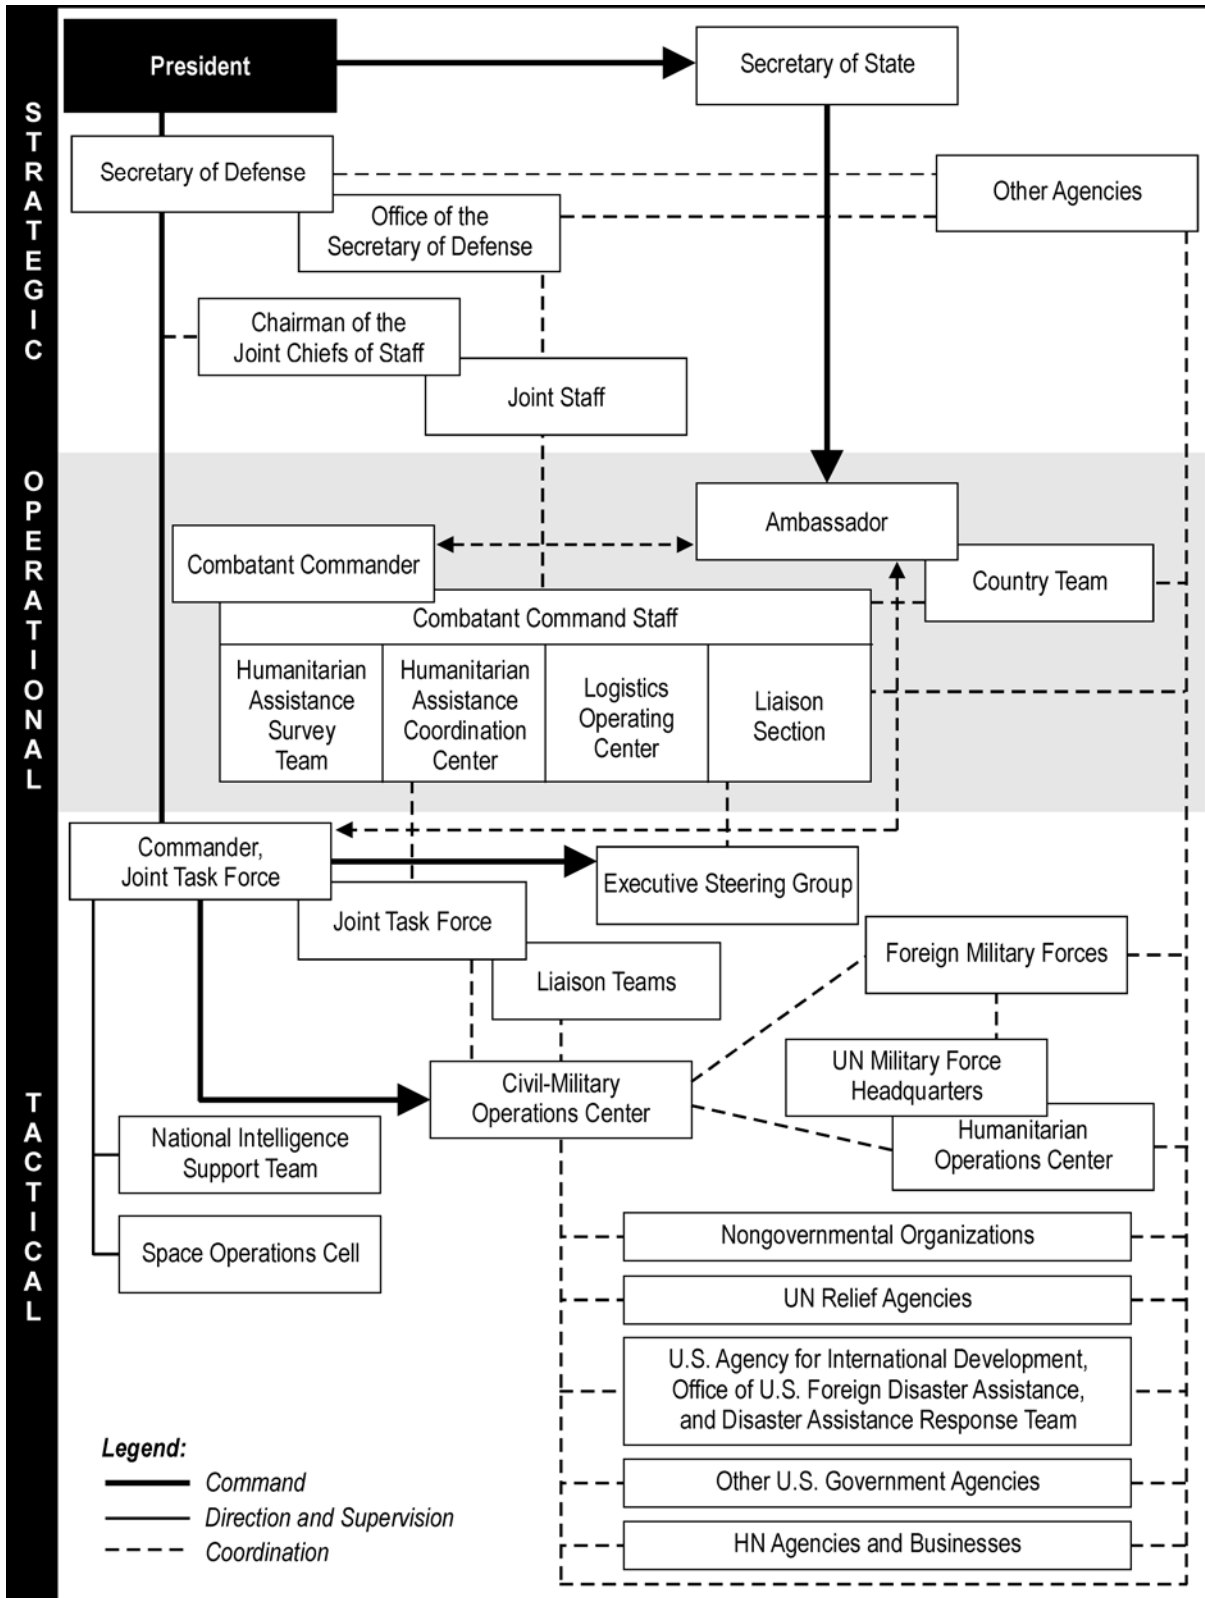 STRATEGIC
President
Secretary of State
Secretary of Defense
Other Agencies
Office of the
Secretary of Defense
Chairman of the
Joint Chiefs of Staff
Joint Staff
OPERATIONAL
Ambassador
Combatant Commander
Country Team
Combatant Command Staff
Humanitarian
Assistance
Survey
Team
Humanitarian
Assistance
Coordination
Center
Logistics
Operating
Center
Liaison
Section
TACTICAL
Commander,
Joint Task Force
Executive Steering Group
Joint Task Force
Liaison Teams
Foreign Military Forces
UN Military Force
Headquarters
Civil-Military
Operations Center
Humanitarian
Operations Center
National Intelligence
Support Team
Space Operations Cell
Nongovernmental Organizations
UN Relief Agencies
U.S. Agency for International Development,
Office of U.S. Foreign Disaster Assistance,
and Disaster Assistance Response Team
Other U.S. Government Agencies
HN Agencies and Businesses
Legend:
Command
Direction and Supervision
Coordination